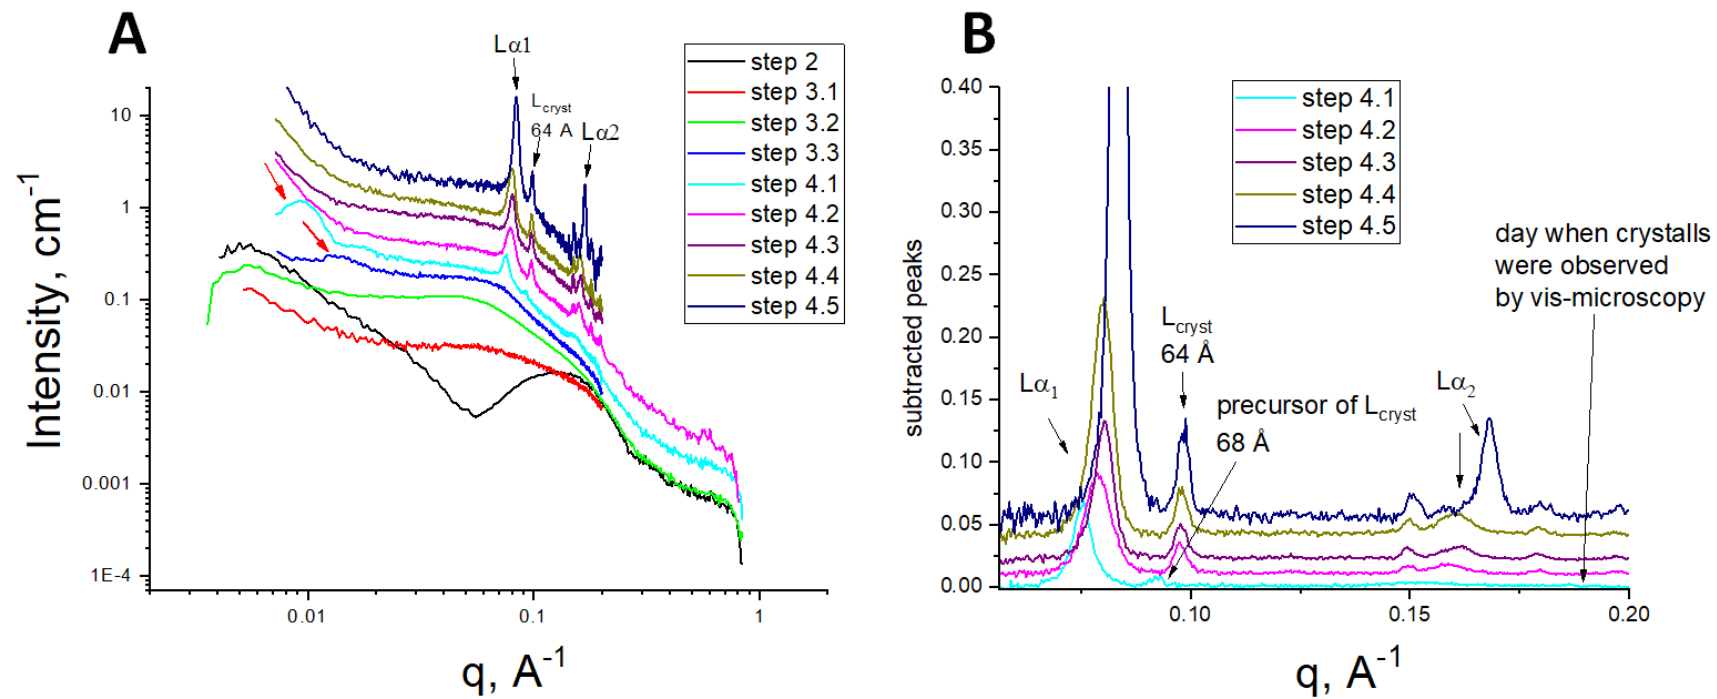 A
Lα1
Lcryst
64 A
Lα2
step 2
step 3.1
step 3.2
step 3.3
step 4.1
step 4.2
step 4.3
step 4.4
step 4.5
10
1
0.1
0.01
0.001
1E-4
0.01
0.1
1
Intensity, cm-1
q, A-1
B
0.40
0.35
0.30
0.25
0.20
0.15
0.10
0.05
0.00
0.10
0.15
0.20
subtracted peaks
q, A-1
step 4.1
step 4.2
step 4.3
step 4.4
step 4.5
day when crystalls
were observed
by vis-microscopy
Lcryst
64 Å
Lα1
precursor of Lcryst
68 Å
Lα2